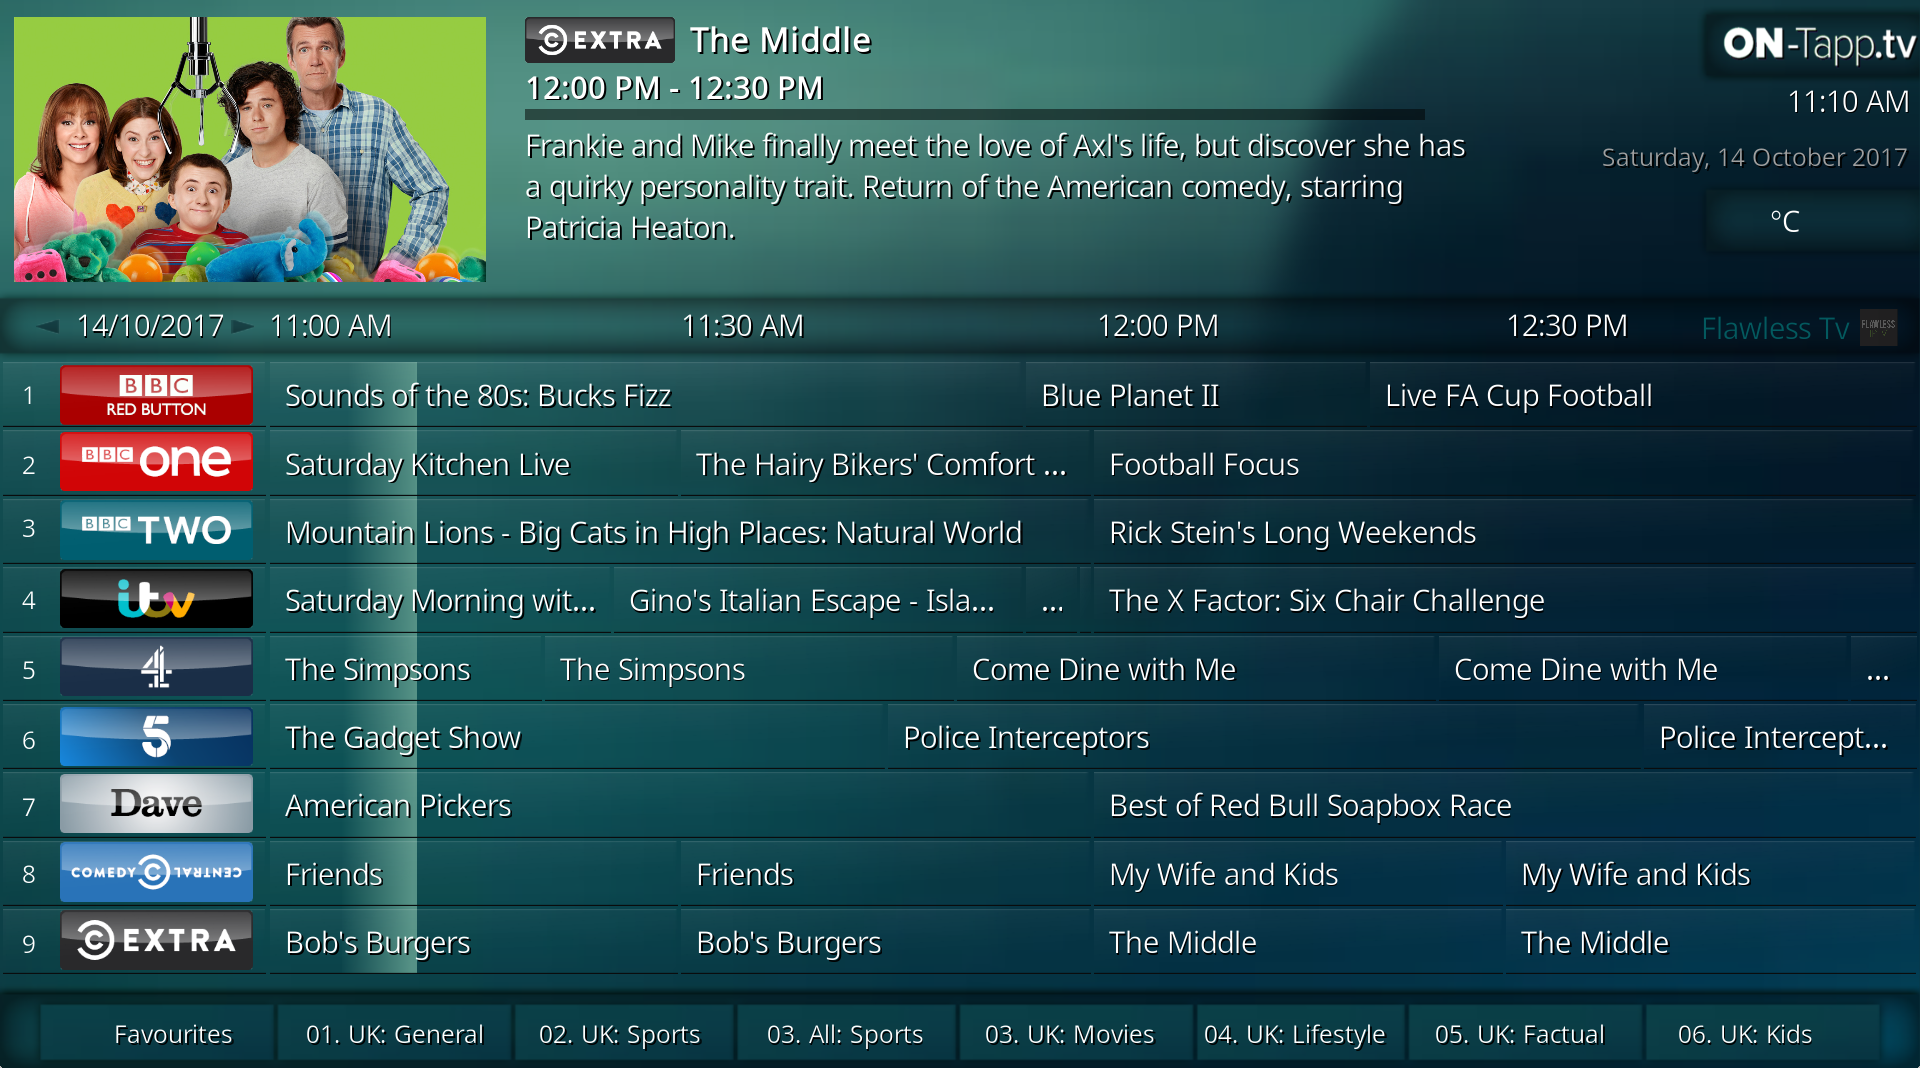 EXTRA The Middle
12:00 PM - 12:30 PM
Frankie and Mike finally meet the love of Axl's life, but discover she has
a quirky personality trait. Return of the American comedy, starring
Patricia Heaton.
ON-Tapp.tv
11:10 AM
Saturday, 14 October 2017
°C
14/10/2017 11:00 AM 11:30 AM 12:00 PM 12:30 PM Flawless Tv FLAWLESS TV
1 BBC RED BUTTON Sounds of the 80s: Bucks Fizz Blue Planet II Live FA Cup Football
2 BBC one Saturday Kitchen Live The Hairy Bikers' Comfort ... Football Focus
3 BBC TWO Mountain Lions - Big Cats in High Places: Natural World Rick Stein's Long Weekends
4 itv Saturday Morning wit... Gino's Italian Escape - Isla... ... The X Factor: Six Chair Challenge
5 4 The Simpsons The Simpsons Come Dine with Me Come Dine with Me ...
6 5 The Gadget Show Police Interceptors Police Intercept...
7 Dave American Pickers Best of Red Bull Soapbox Race
8 COMEDY CENTRAL Friends Friends My Wife and Kids My Wife and Kids
9 EXTRA Bob's Burgers Bob's Burgers The Middle The Middle
Favourites 01. UK: General 02. UK: Sports 03. All: Sports 03. UK: Movies 04. UK: Lifestyle 05. UK: Factual 06. UK: Kids